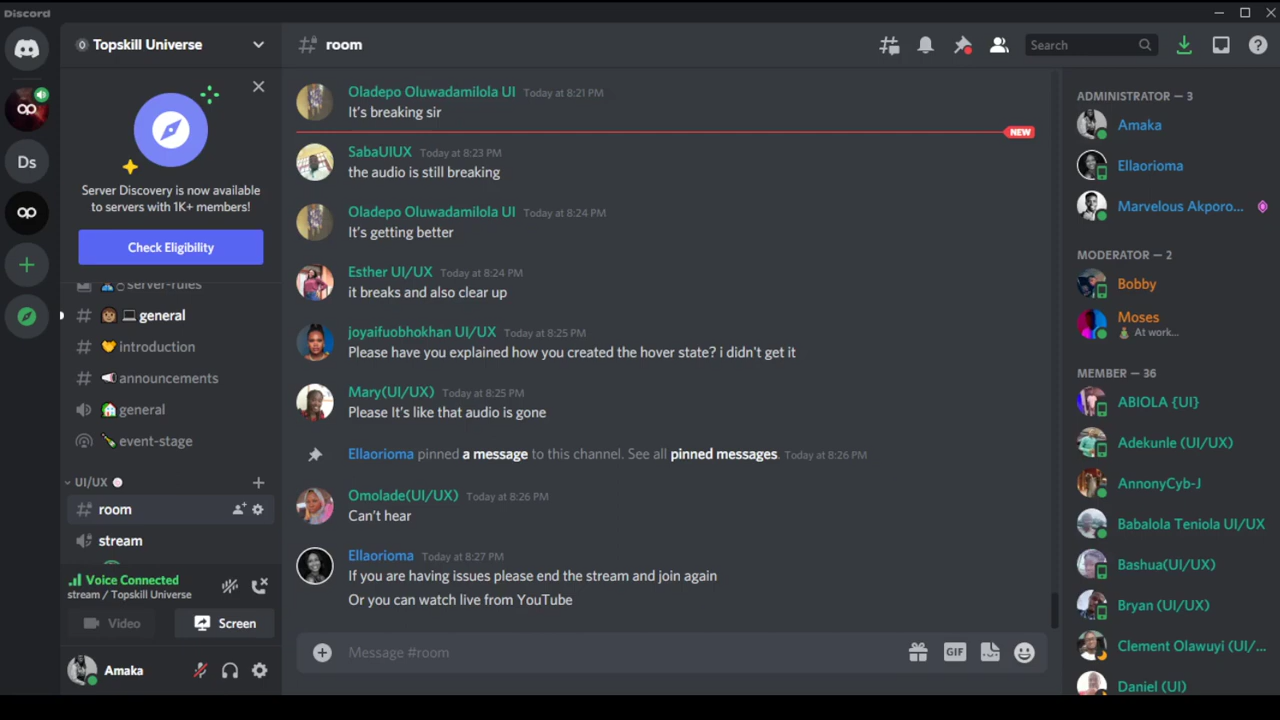 Discord
Topskill Universe
Server Discovery is now available
to servers with 1K+ members!
Check Eligibility
server-rules
general
introduction
announcements
general
event-stage
UI/UX
room
stream
Voice Connected
stream / Topskill Universe
Video
Screen
Amaka
Ds
room
Search
Oladepo Oluwadamilola UI Today at 8:21 PM
It's breaking sir
NEW
SabaUIUX Today at 8:23 PM
the audio is still breaking
Oladepo Oluwadamilola UI Today at 8:24 PM
It's getting better
Esther UI/UX Today at 8:24 PM
it breaks and also clear up
joyaifuobhokhan UI/UX Today at 8:25 PM
Please have you explained how you created the hover state? i didn't get it
Mary(UI/UX) Today at 8:25 PM
Please It's like that audio is gone
Ellaorioma pinned a message to this channel. See all pinned messages. Today at 8:26 PM
Omolade(UI/UX) Today at 8:26 PM
Can't hear
Ellaorioma Today at 8:27 PM
If you are having issues please end the stream and join again
Or you can watch live from YouTube
Message #room
GIF
ADMINISTRATOR — 3
Amaka
Ellaorioma
Marvelous Akporo...
MODERATOR — 2
Bobby
Moses
At work...
MEMBER — 36
ABIOLA {UI}
Adekunle (UI/UX)
AnnonyCyb-J
Babalola Teniola UI/UX
Bashua(UI/UX)
Bryan (UI/UX)
Clement Olawuyi (UI/...
Daniel (UI)